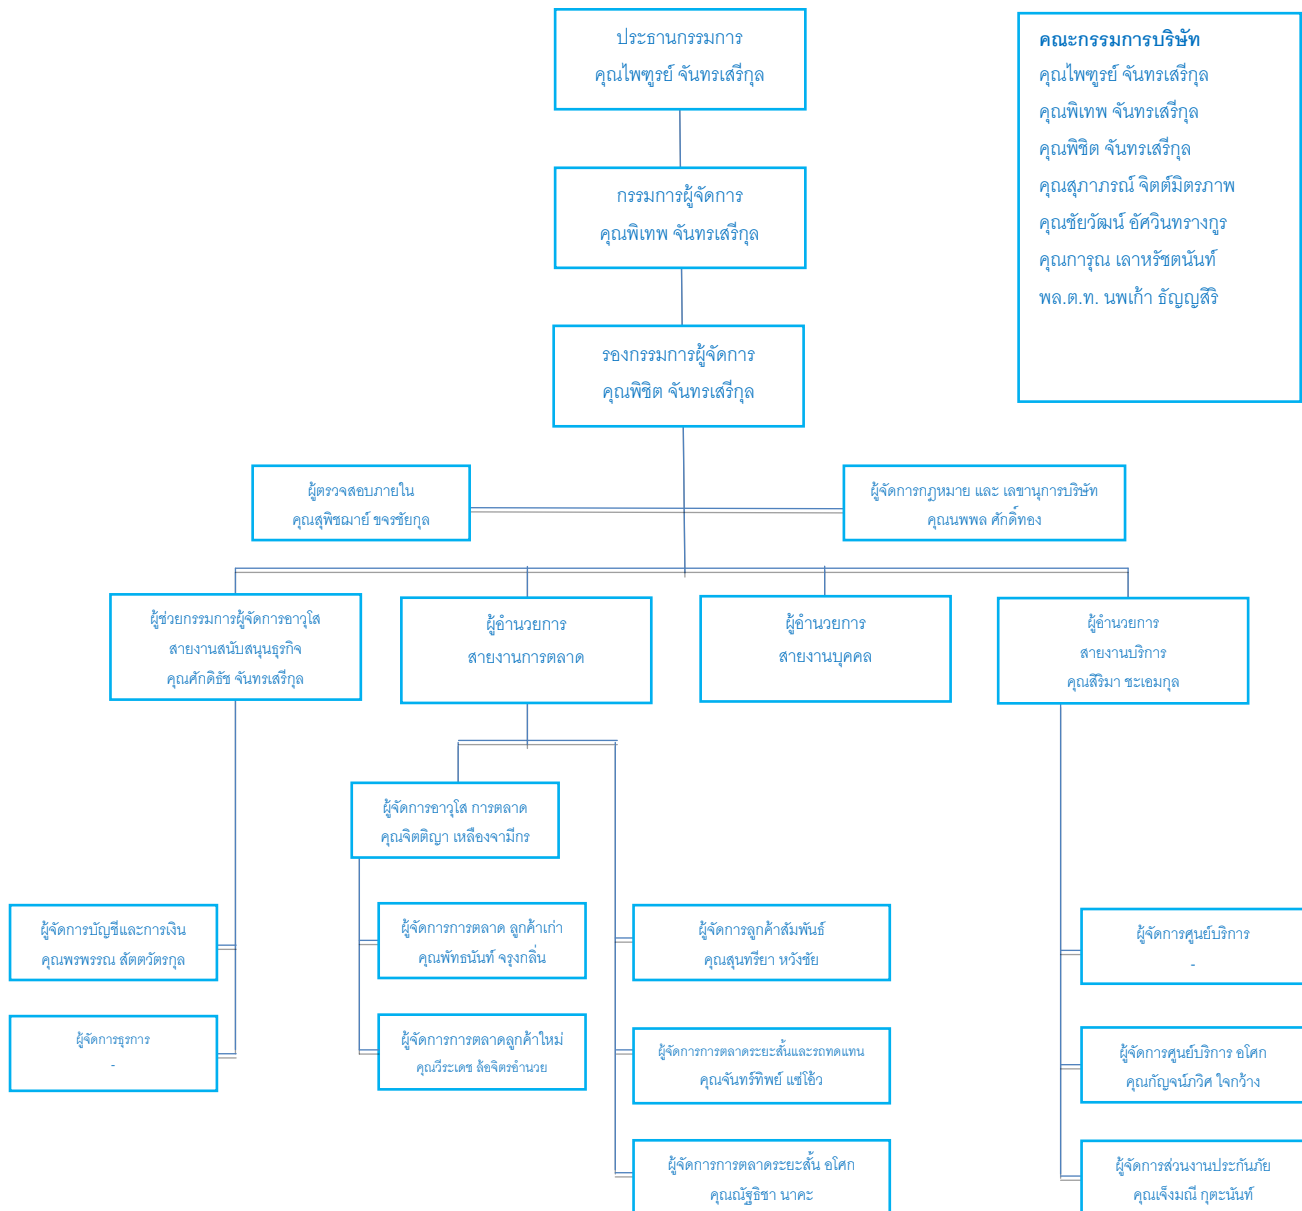 ประธานกรรมการ
คุณไพฑูรย์ จันทรเสรีกุล
คณะกรรมการบริษัท
คุณไพฑูรย์ จันทรเสรีกุล
คุณพิเทพ จันทรเสรีกุล
คุณพิชิต จันทรเสรีกุล
คุณสุภาภรณ์ จิตต์มิตรภาพ
คุณชัยวัฒน์ อัศวินทรางกูร
คุณการุณ เลาหรัชตนันท์
พล.ต.ท. นพเก้า ธัญญสิริ
กรรมการผู้จัดการ
คุณพิเทพ จันทรเสรีกุล
รองกรรมการผู้จัดการ
คุณพิชิต จันทรเสรีกุล
ผู้ตรวจสอบภายใน
คุณสุพิชฌาย์ ขจรชัยกุล
ผู้จัดการกฎหมาย และ เลขานุการบริษัท
คุณนพพล ศักดิ์ทอง
ผู้ช่วยกรรมการผู้จัดการอาวุโส
สายงานสนับสนุนธุรกิจ
คุณศักดิธัช จันทรเสรีกุล
ผู้อำนวยการ
สายงานการตลาด
ผู้อำนวยการ
สายงานบุคคล
ผู้อำนวยการ
สายงานบริการ
คุณสิริมา ชะเอมกุล
ผู้จัดการอาวุโส การตลาด
คุณจิตติญา เหลืองจามีกร
ผู้จัดการบัญชีและการเงิน
คุณพรพรรณ สัตตวัตรกุล
ผู้จัดการธุรการ
-
ผู้จัดการการตลาด ลูกค้าเก่า
คุณพัทธนันท์ จรุงกลิ่น
ผู้จัดการการตลาดลูกค้าใหม่
คุณวีระเดช ล้อจิตรอำนวย
ผู้จัดการลูกค้าสัมพันธ์
คุณสุนทรียา หวังชัย
ผู้จัดการการตลาดระยะสั้นและรถทดแทน
คุณจันทร์ทิพย์ แซ่โอ้ว
ผู้จัดการการตลาดระยะสั้น อโศก
คุณณัฐธิชา นาคะ
ผู้จัดการศูนย์บริการ
-
ผู้จัดการศูนย์บริการ อโศก
คุณกัญจน์ภวิศ ใจกว้าง
ผู้จัดการส่วนงานประกันภัย
คุณเจ็งมณี กุตะนันท์